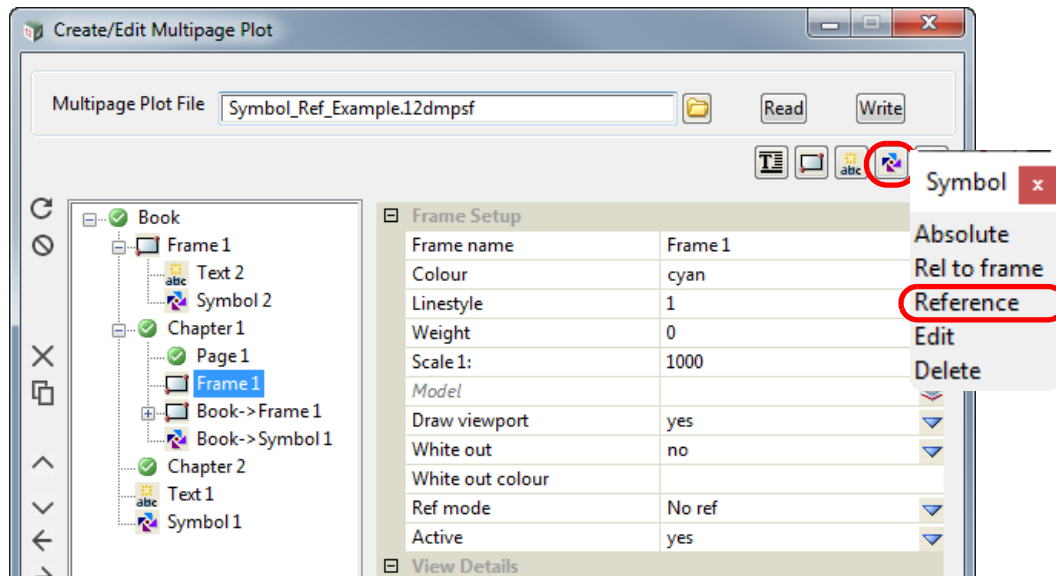 Create/Edit Multipage Plot
Multipage Plot File Symbol_Ref_Example.12dmpsf Read Write
T abc
Symbol x
Absolute
Rel to frame
Reference
Edit
Delete
Book
Frame 1
abc Text 2
Symbol 2
Chapter 1
Page 1
Frame 1
Book->Frame 1
Book->Symbol 1
Chapter 2
abc Text 1
Symbol 1
Frame Setup
Frame name Frame 1
Colour cyan
Linestyle 1
Weight 0
Scale 1: 1000
Model
Draw viewport yes
White out no
White out colour
Ref mode No ref
Active yes
View Details